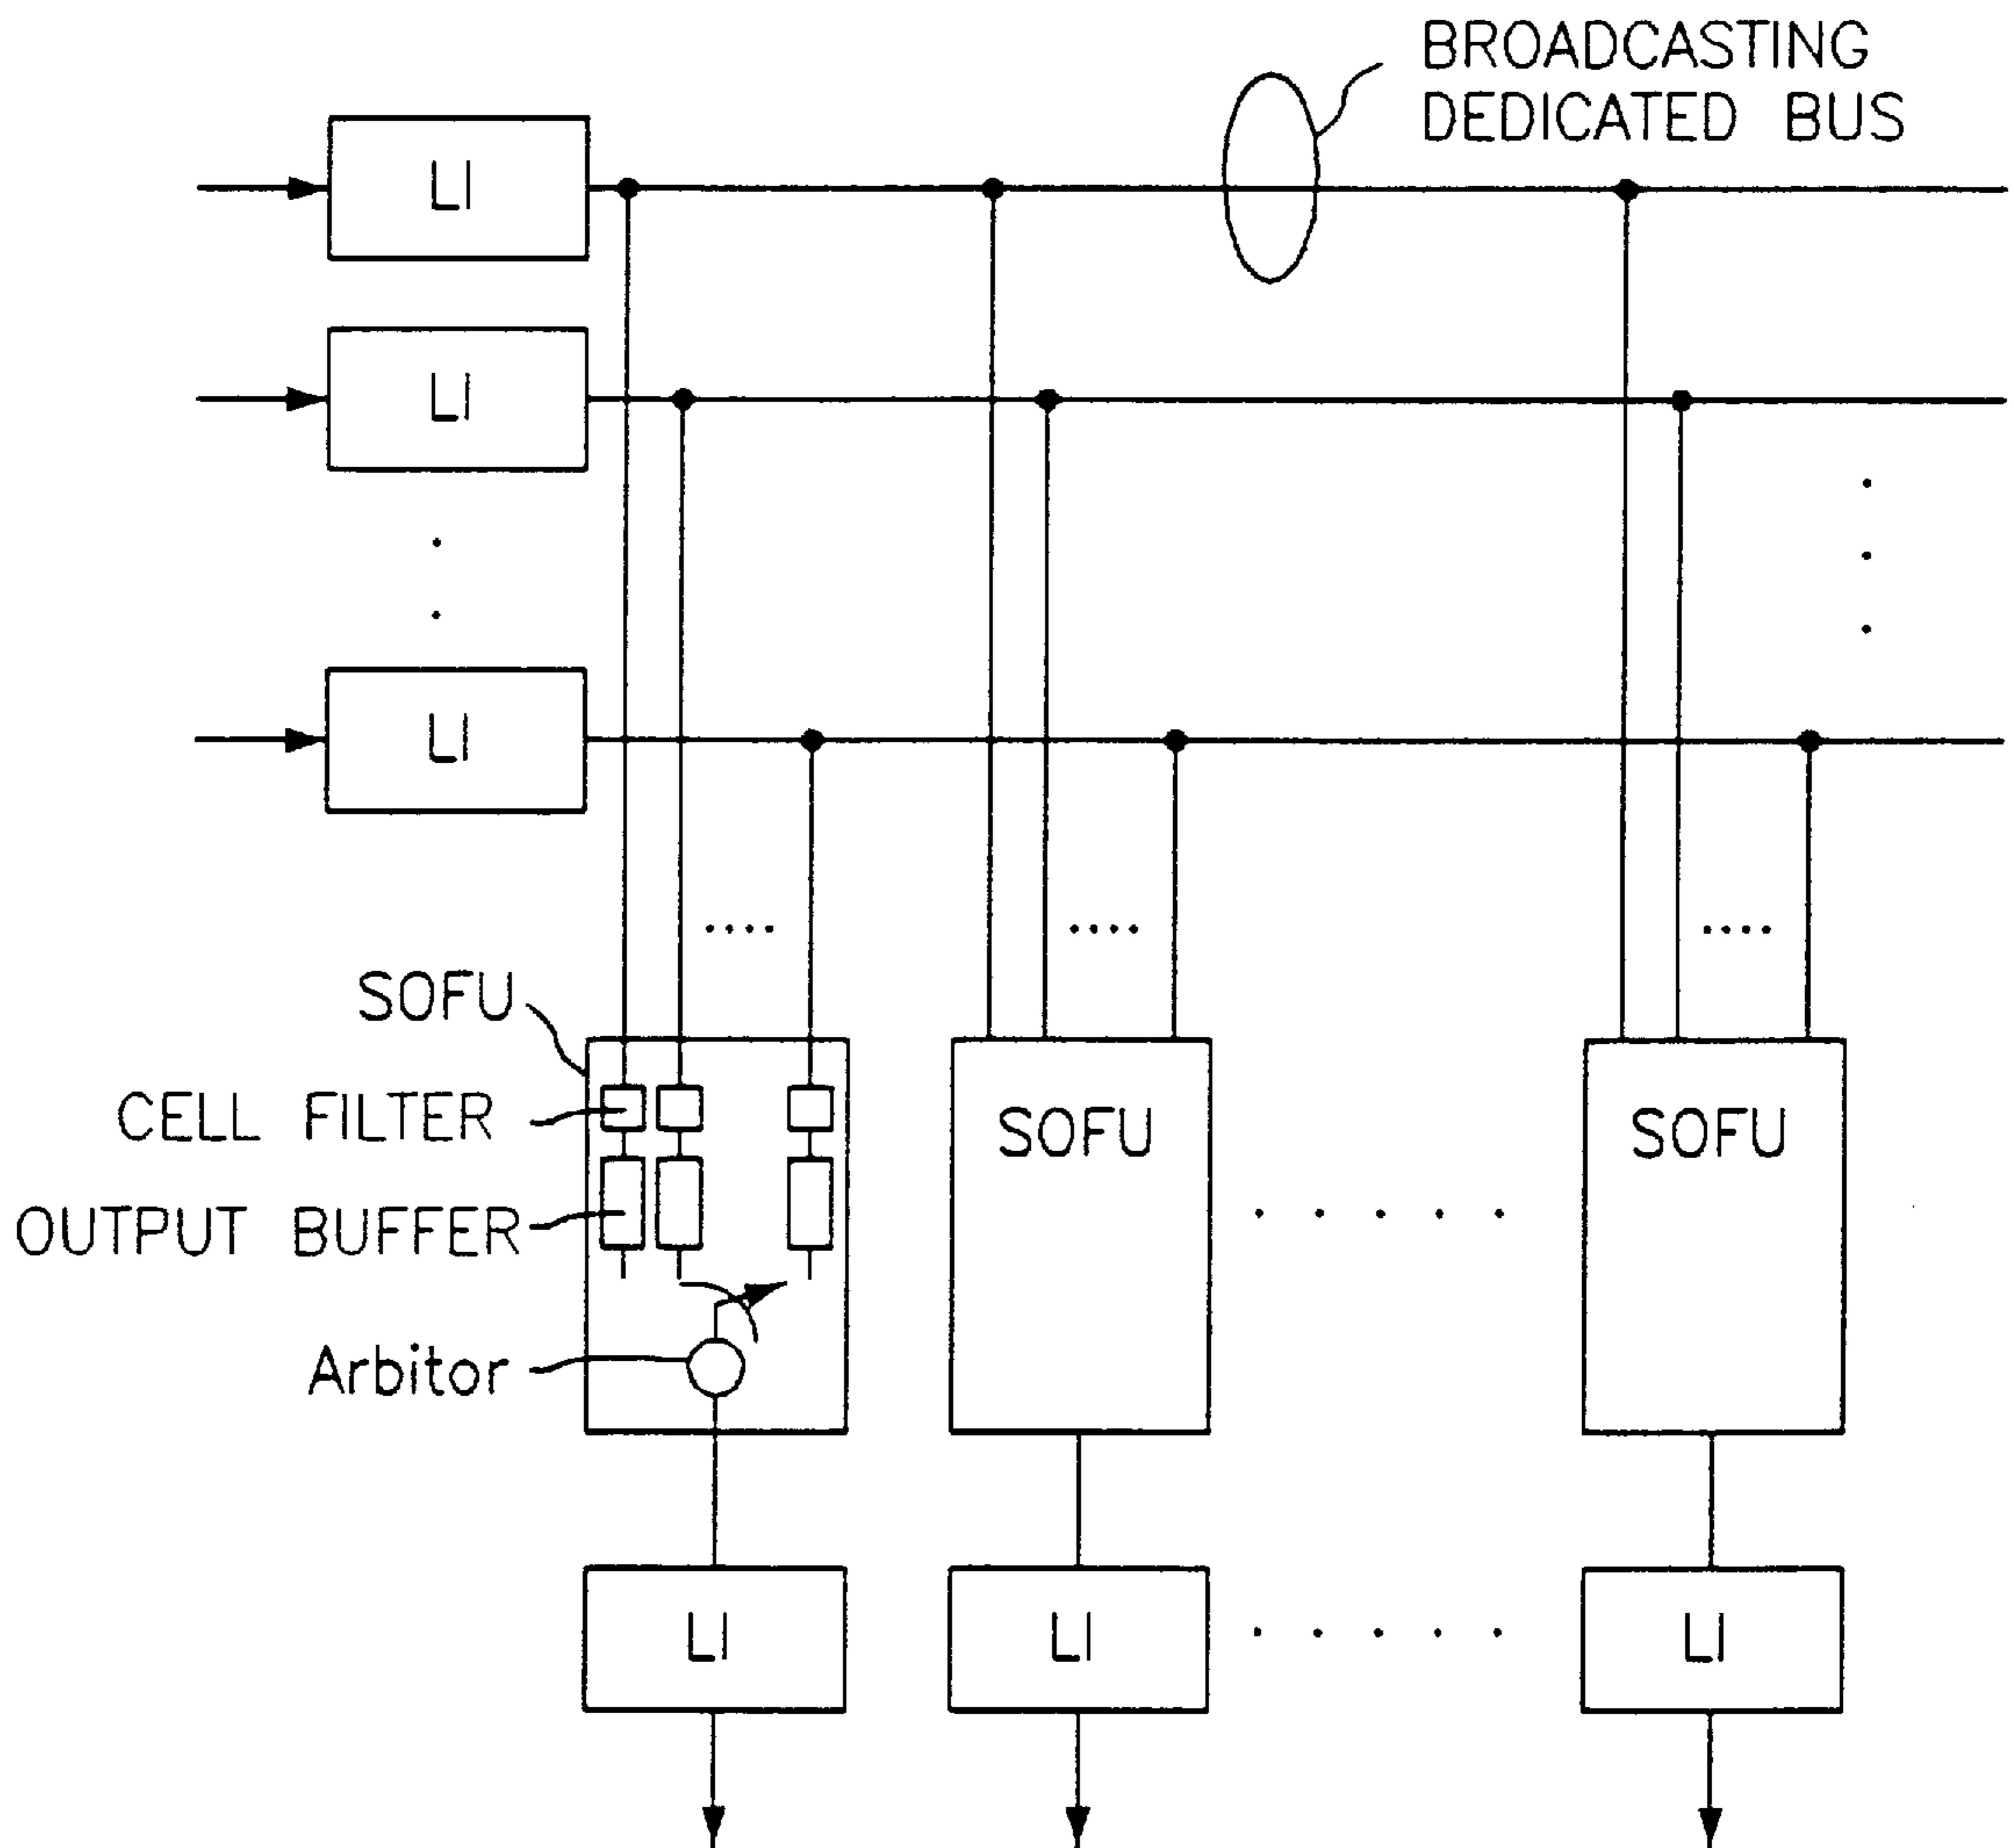 BROADCASTING
DEDICATED BUS
LI
LI
LI
SOFU
CELL FILTER
SOFU
SOFU
OUTPUT BUFFER
Arbitor
LI
LI
LI